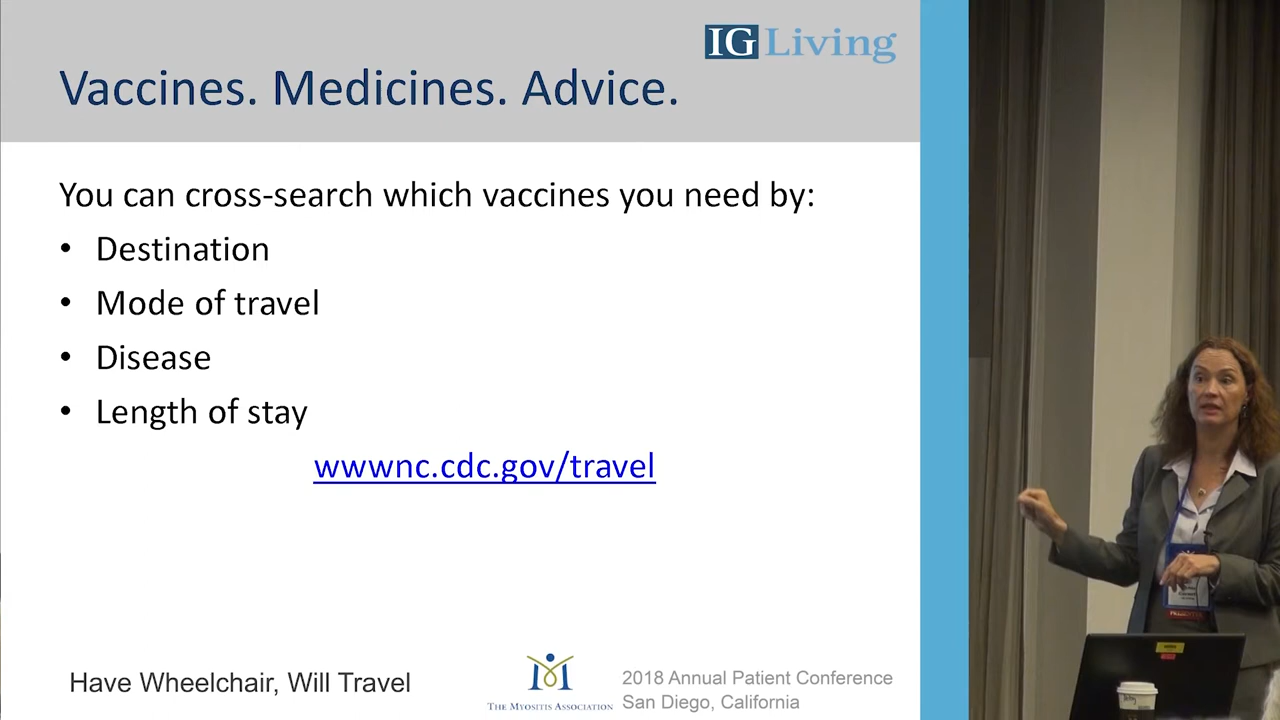 IG Living
Vaccines. Medicines. Advice.
You can cross-search which vaccines you need by:
• Destination
• Mode of travel
• Disease
• Length of stay
wwwnc.cdc.gov/travel
Have Wheelchair, Will Travel
THE MYOSITIS ASSOCIATION
2018 Annual Patient Conference
San Diego, California